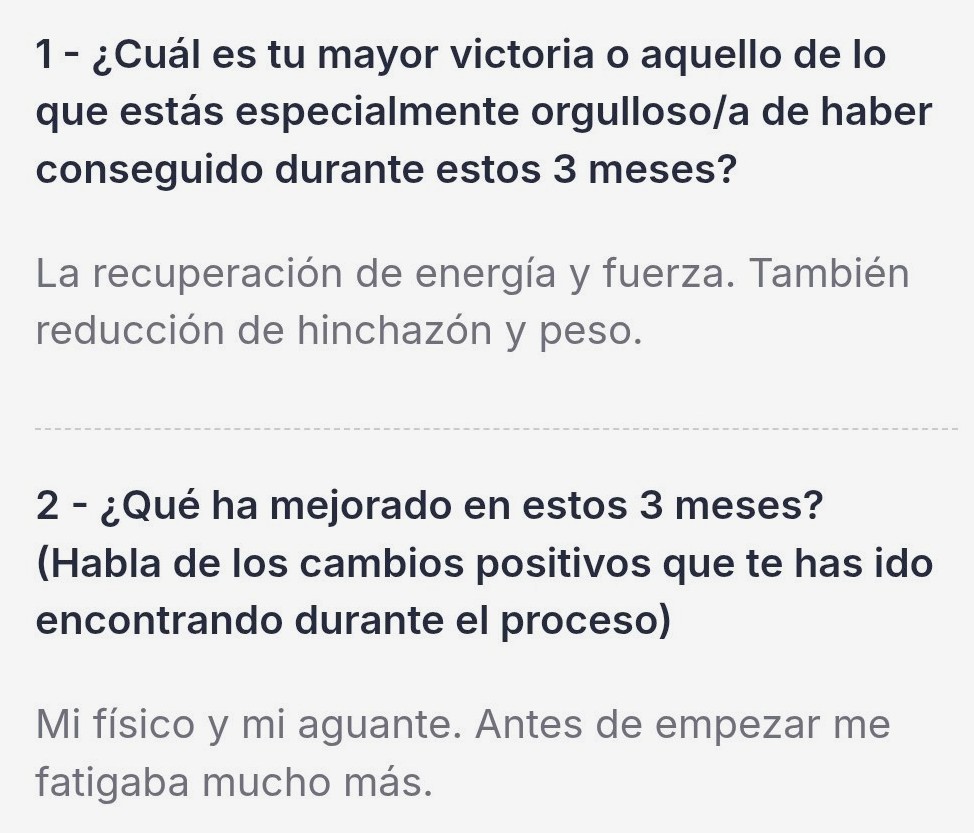 1 - ¿Cuál es tu mayor victoria o aquello de lo
que estás especialmente orgulloso/a de haber
conseguido durante estos 3 meses?
La recuperación de energía y fuerza. También
reducción de hinchazón y peso.
2 - ¿Qué ha mejorado en estos 3 meses?
(Habla de los cambios positivos que te has ido
encontrando durante el proceso)
Mi físico y mi aguante. Antes de empezar me
fatigaba mucho más.